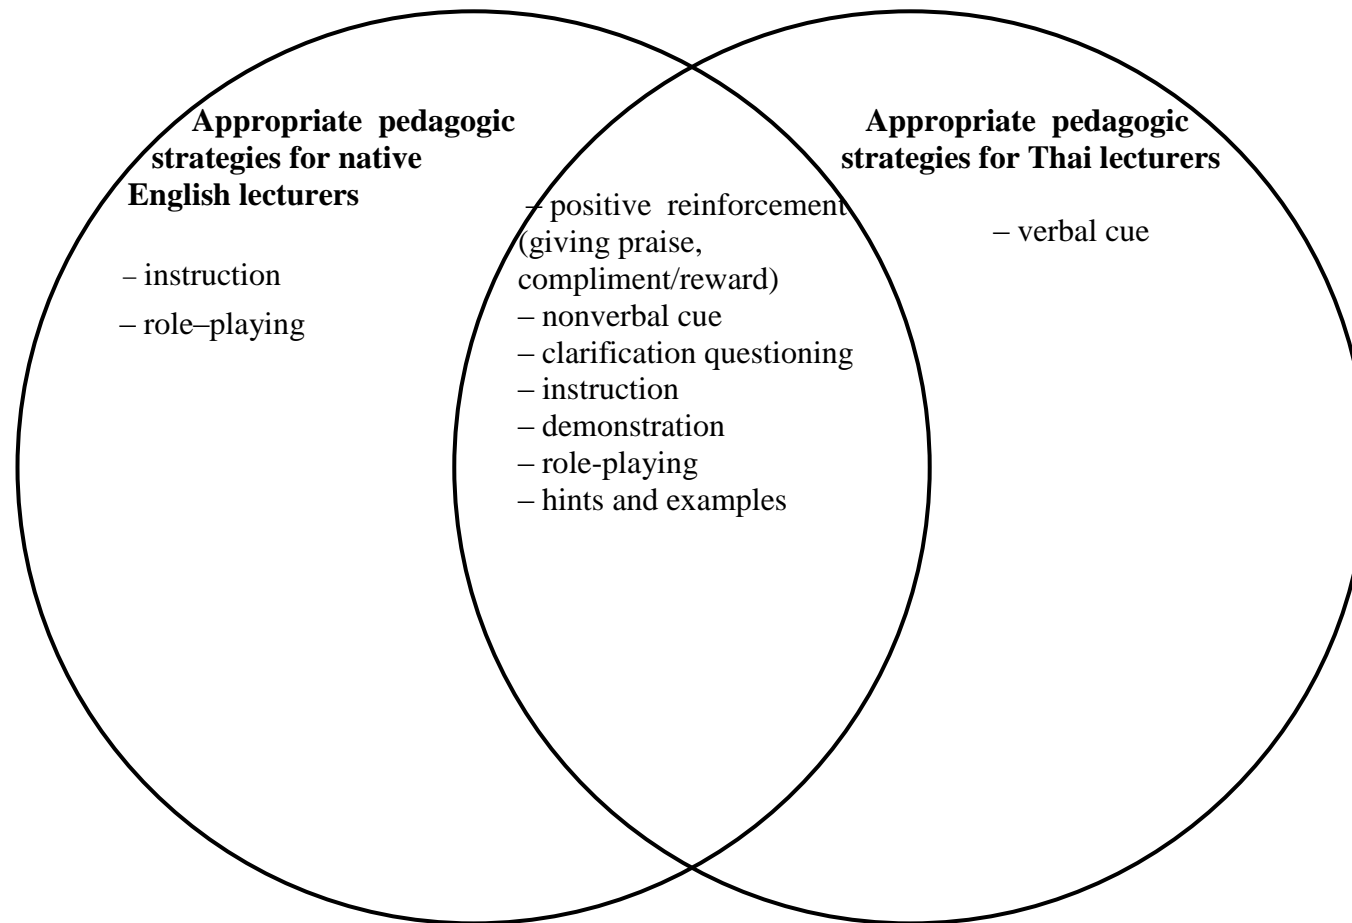 Appropriate pedagogic
strategies for native
English lecturers
– instruction
– role–playing
– positive reinforcement
(giving praise,
compliment/reward)
– nonverbal cue
– clarification questioning
– instruction
– demonstration
– role-playing
– hints and examples
Appropriate pedagogic
strategies for Thai lecturers
– verbal cue